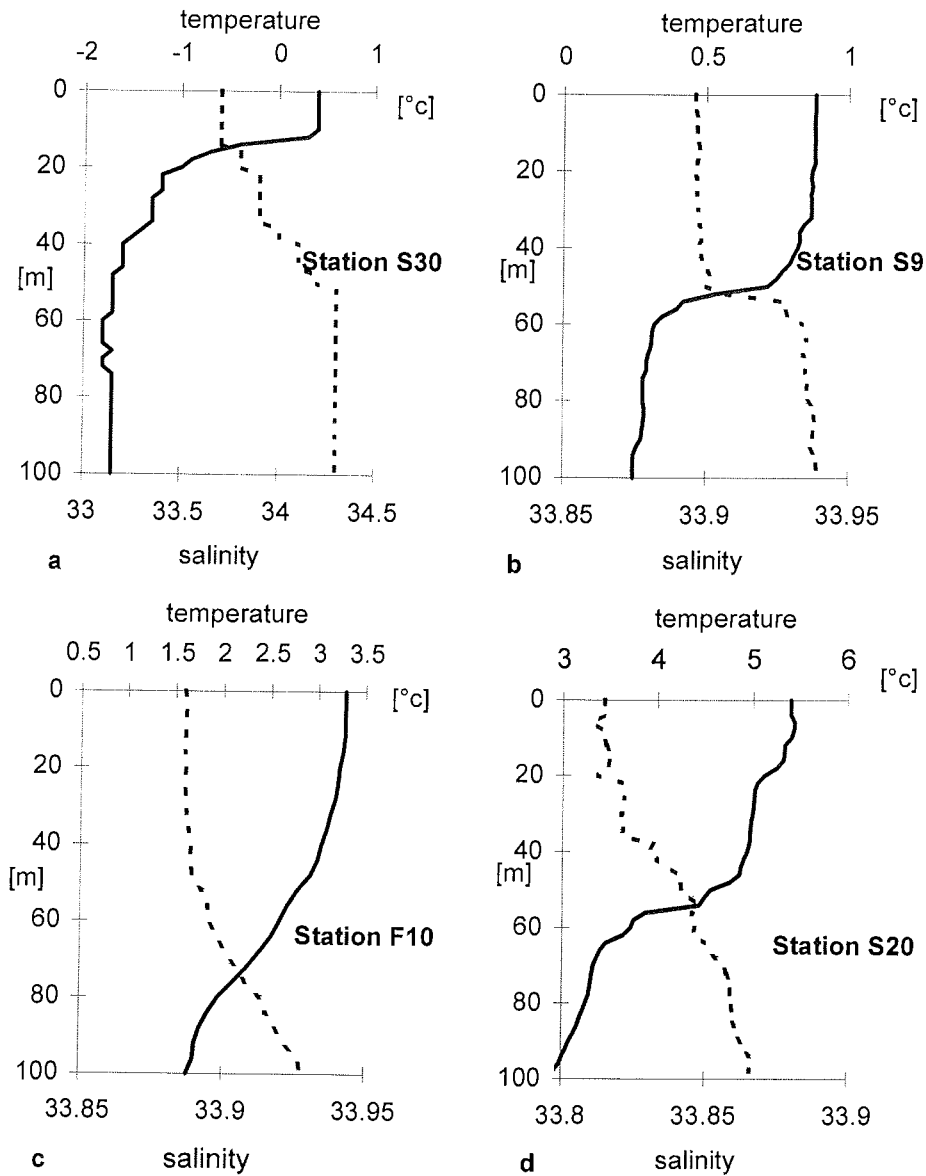 temperature
-2 -1 0 1
0 [°c]
20
40
[m] Station S30
60
80
100
33 33.5 34 34.5
a salinity
temperature
0 0.5 1
0 [°c]
20
40
[m] Station S9
60
80
100
33.85 33.9 33.95
b salinity
temperature
0.5 1 1.5 2 2.5 3 3.5
0 [°c]
20
40
[m]
60 Station F10
80
100
33.85 33.9 33.95
c salinity
temperature
3 4 5 6
0 [°c]
20
40
[m]
60 Station S20
80
100
33.8 33.85 33.9
d salinity